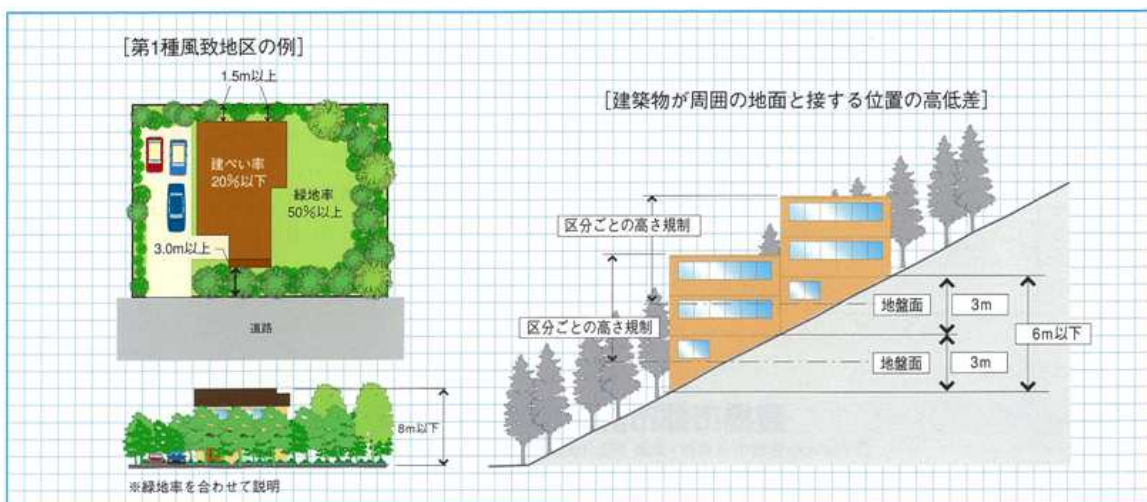 [第1種風致地区の例]
1.5m以上
建ぺい率
20%以下
緑地率
50%以上
3.0m以上
道路
8m以下
※緑地率を合わせて説明
[建築物が周囲の地面と接する位置の高低差]
区分ごとの高さ規制
区分ごとの高さ規制
地盤面
3m
6m以下
地盤面
3m